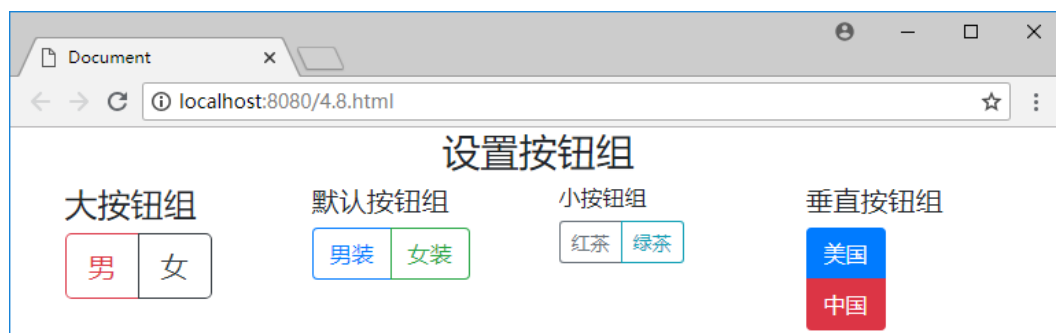 Document
localhost:8080/4.8.html
设置按钮组
大按钮组
男 女
默认按钮组
男装 女装
小按钮组
红茶 绿茶
垂直按钮组
美国
中国